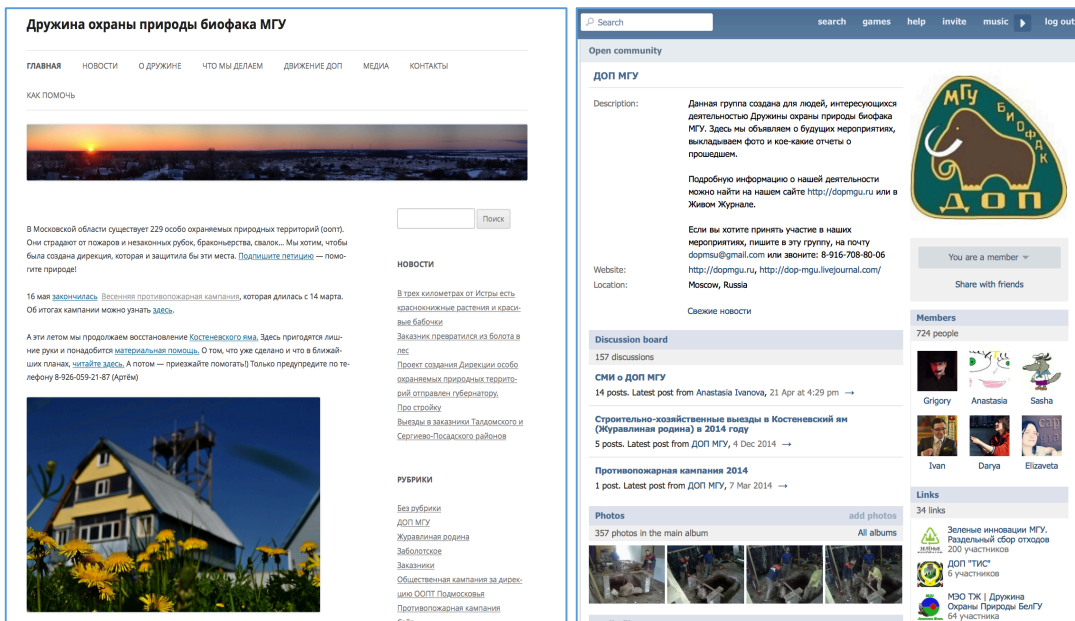 Дружина охраны природы биофака МГУ
ГЛАВНАЯ НОВОСТИ О ДРУЖИНЕ ЧТО МЫ ДЕЛАЕМ ДВИЖЕНИЕ ДОП МЕДИА КОНТАКТЫ
КАК ПОМОЧЬ
В Московской области существует 229 особо охраняемых природных территорий (оопт).
Они страдают от пожаров и незаконных рубок, браконьерства, свалок... Мы хотим, чтобы
была создана дирекция, которая и защитила бы эти места. Подпишите петицию — помо-
гите природе!
16 мая закончилась Весенняя противопожарная кампания, которая длилась с 14 марта.
Об итогах кампании можно узнать здесь.
А эти летом мы продолжаем восстановление Костеневского яма. Здесь пригодятся лиш-
ние руки и понадобится материальная помощь. О том, что уже сделано и что в ближай-
ших планах, читайте здесь. А потом — приезжайте помогать!) Только предупредите по те-
лефону 8-926-059-21-87 (Артём)
Поиск
НОВОСТИ
В трех километрах от Истры есть
краснокнижные растения и краси-
вые бабочки
Заказник превратился из болота в
лес
Проект создания Дирекции особо
охраняемых природных террито-
рий отправлен губернатору.
Про стройку
Выезды в заказники Талдомского и
Сергиево-Посадского районов
РУБРИКИ
Без рубрики
ДОП МГУ
Журавлиная родина
Заболотское
Заказники
Общественная кампания за дирек-
цию ООПТ Подмосковья
Противопожарная кампания
Search
search games help invite music log out
Open community
ДОП МГУ
Description:
Данная группа создана для людей, интересующихся
деятельностью Дружины охраны природы биофака
МГУ. Здесь мы объявляем о будущих мероприятиях,
выкладываем фото и кое-какие отчеты о
прошедшем.
Подробную информацию о нашей деятельности
можно найти на нашем сайте http://dopmgu.ru или в
Живом Журнале.
Если вы хотите принять участие в наших
мероприятиях, пишите в эту группу, на почту
dopmsu@gmail.com или звоните: 8-916-708-80-06
Website: http://dopmgu.ru, http://dop-mgu.livejournal.com/
Location: Moscow, Russia
Свежие новости
Discussion board
157 discussions
СМИ о ДОП МГУ
14 posts. Latest post from Anastasia Ivanova, 21 Apr at 4:29 pm →
Строительно-хозяйственные выезды в Костеневский ям
(Журавлиная родина) в 2014 году
5 posts. Latest post from ДОП МГУ, 4 Dec 2014 →
Противопожарная кампания 2014
1 post. Latest post from ДОП МГУ, 7 Mar 2014 →
Photos add photos
357 photos in the main album All albums
МГУ БИОФАК
ДОП
You are a member
Share with friends
Members
724 people
Grigory Anastasia Sasha
Ivan Darya Elizaveta
Links
34 links
Зеленые инновации МГУ.
Раздельный сбор отходов
200 участников
ДОП "ТИС"
6 участников
МЭО ТЖ | Дружина
Охраны Природы БелГУ
64 участника